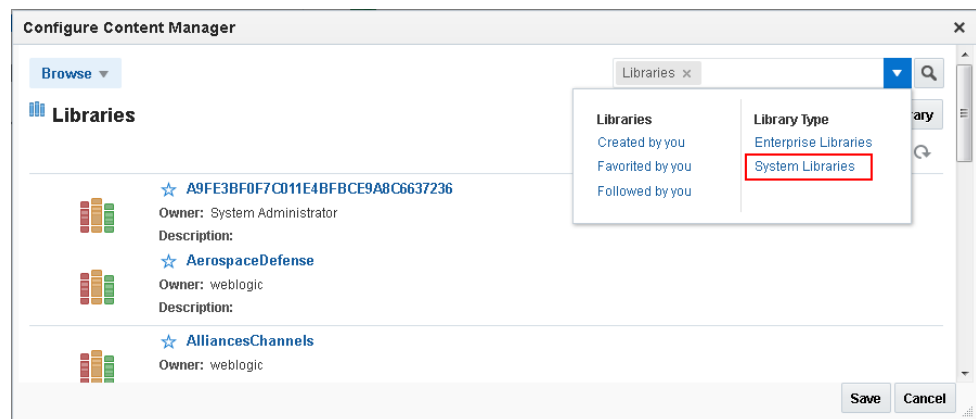 Configure Content Manager
Browse
Libraries
Libraries
ary
Libraries
Created by you
Favorited by you
Followed by you
Library Type
Enterprise Libraries
System Libraries
A9FE3BF0F7C011E4BFBCE9A8C6637236
Owner: System Administrator
Description:
AerospaceDefense
Owner: weblogic
Description:
AlliancesChannels
Owner: weblogic
Save Cancel